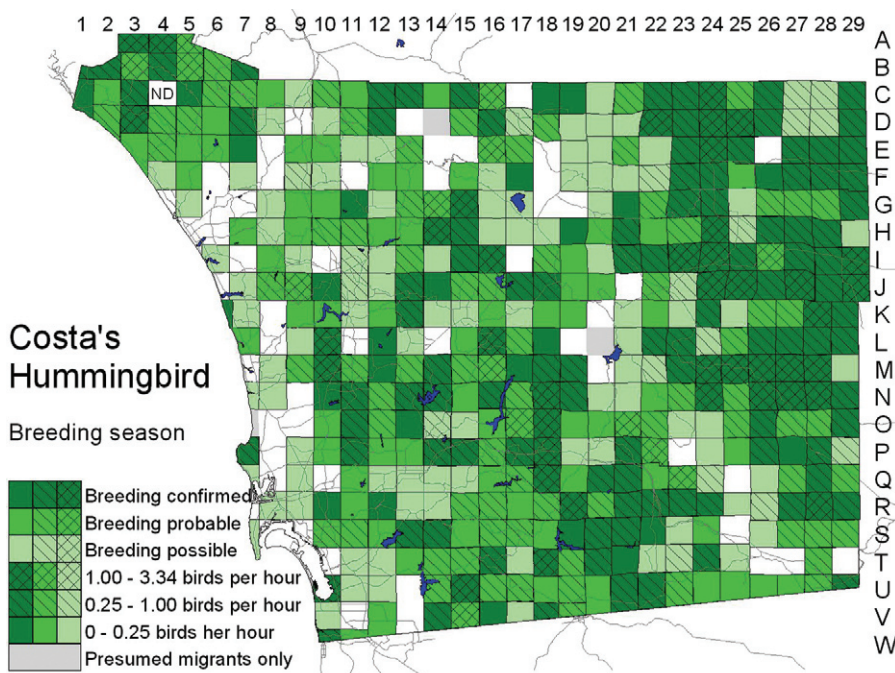 1 2 3 4 5 6 7 8 9 10 11 12 13 14 15 16 17 18 19 20 21 22 23 24 25 26 27 28 29
A
B
C
D
E
F
G
H
I
J
K
L
M
N
O
P
Q
R
S
T
U
V
W
ND
Costa's
Hummingbird
Breeding season
Breeding confirmed
Breeding probable
Breeding possible
1.00 - 3.34 birds per hour
0.25 - 1.00 birds per hour
0 - 0.25 birds her hour
Presumed migrants only